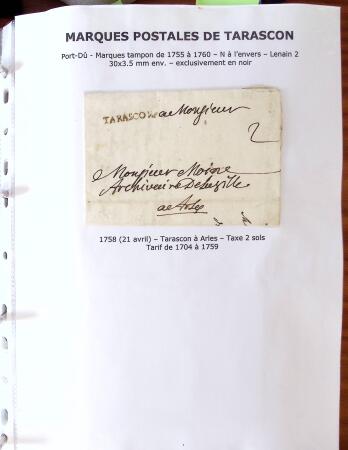 MARQUES POSTALES DE TARASCON
Port-Dû - Marques tampon de 1755 à 1760 – N à l'envers – Lenain 2
30x3.5 mm env. – exclusivement en noir
TARASCON a Monsieur
2
Monsieur
Archivaire Delaville
a Arles
1758 (21 avril) – Tarascon à Arles – Taxe 2 sols
Tarif de 1704 à 1759